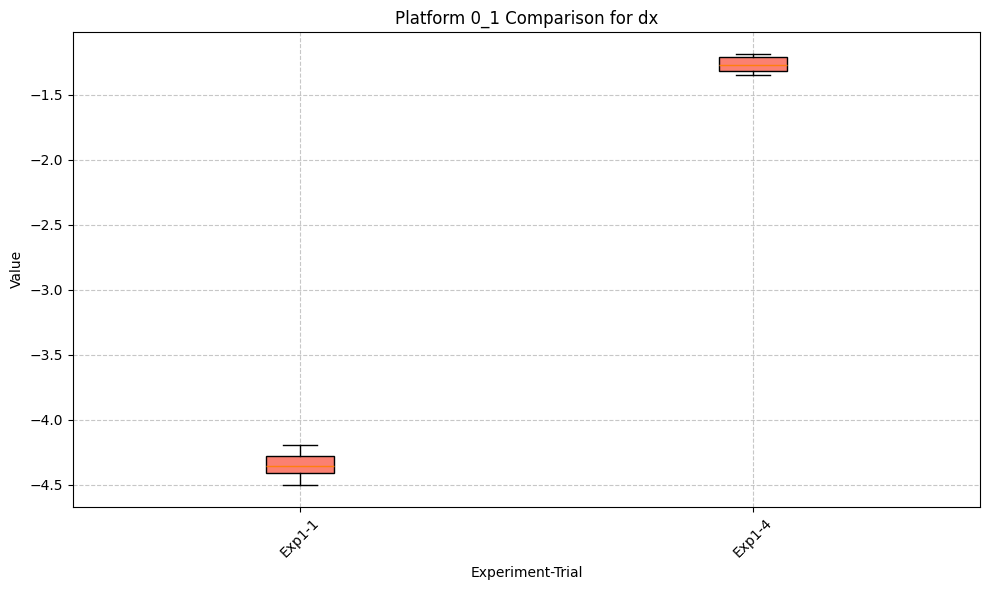 Platform 0_1 Comparison for dx
Value
−1.5
−2.0
−2.5
−3.0
−3.5
−4.0
−4.5
Exp1-1
Exp1-4
Experiment-Trial